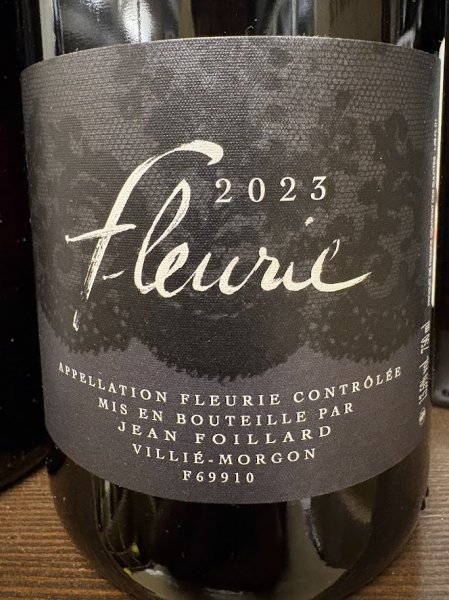 2023
Fleurie
APPELLATION FLEURIE CONTRÔLÉE
MIS EN BOUTEILLE PAR
JEAN FOILLARD
VILLIÉ-MORGON
F69910